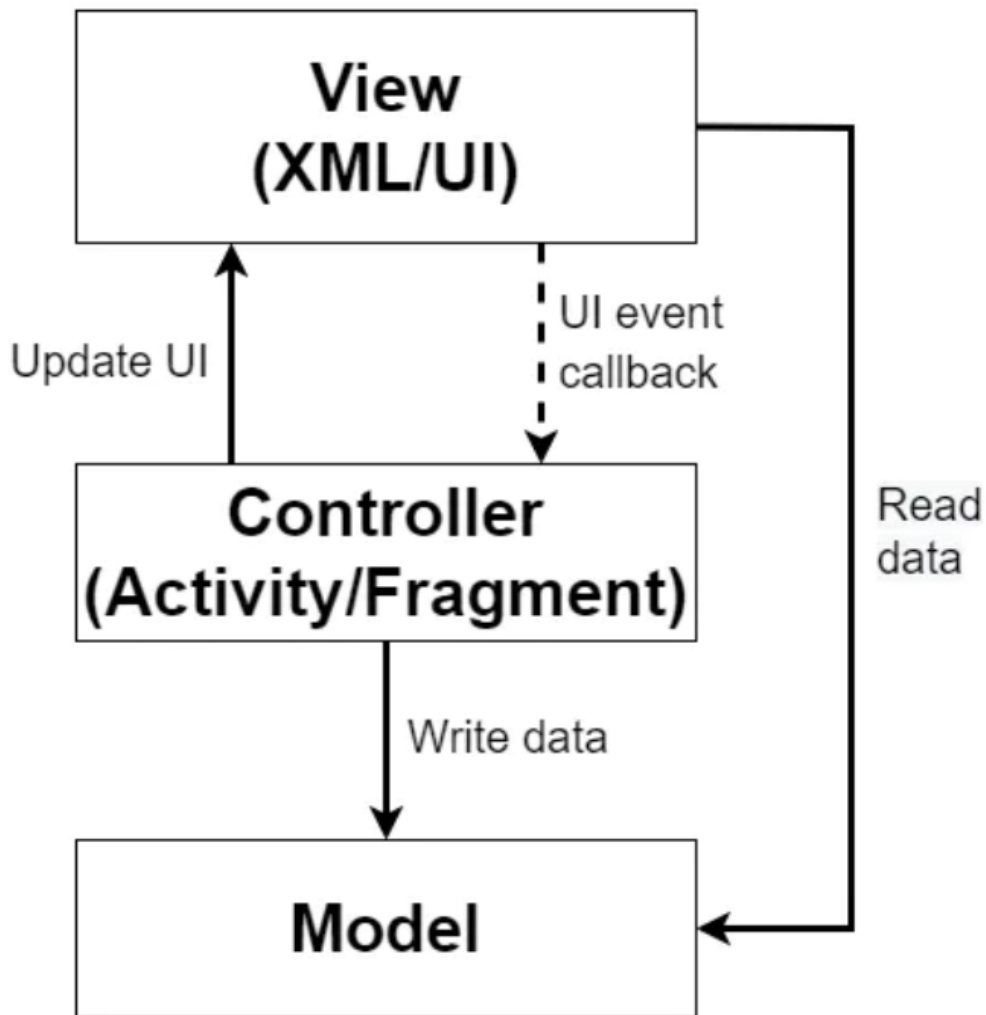 View
(XML/UI)
Update UI
UI event
callback
Controller
(Activity/Fragment)
Read
data
Write data
Model